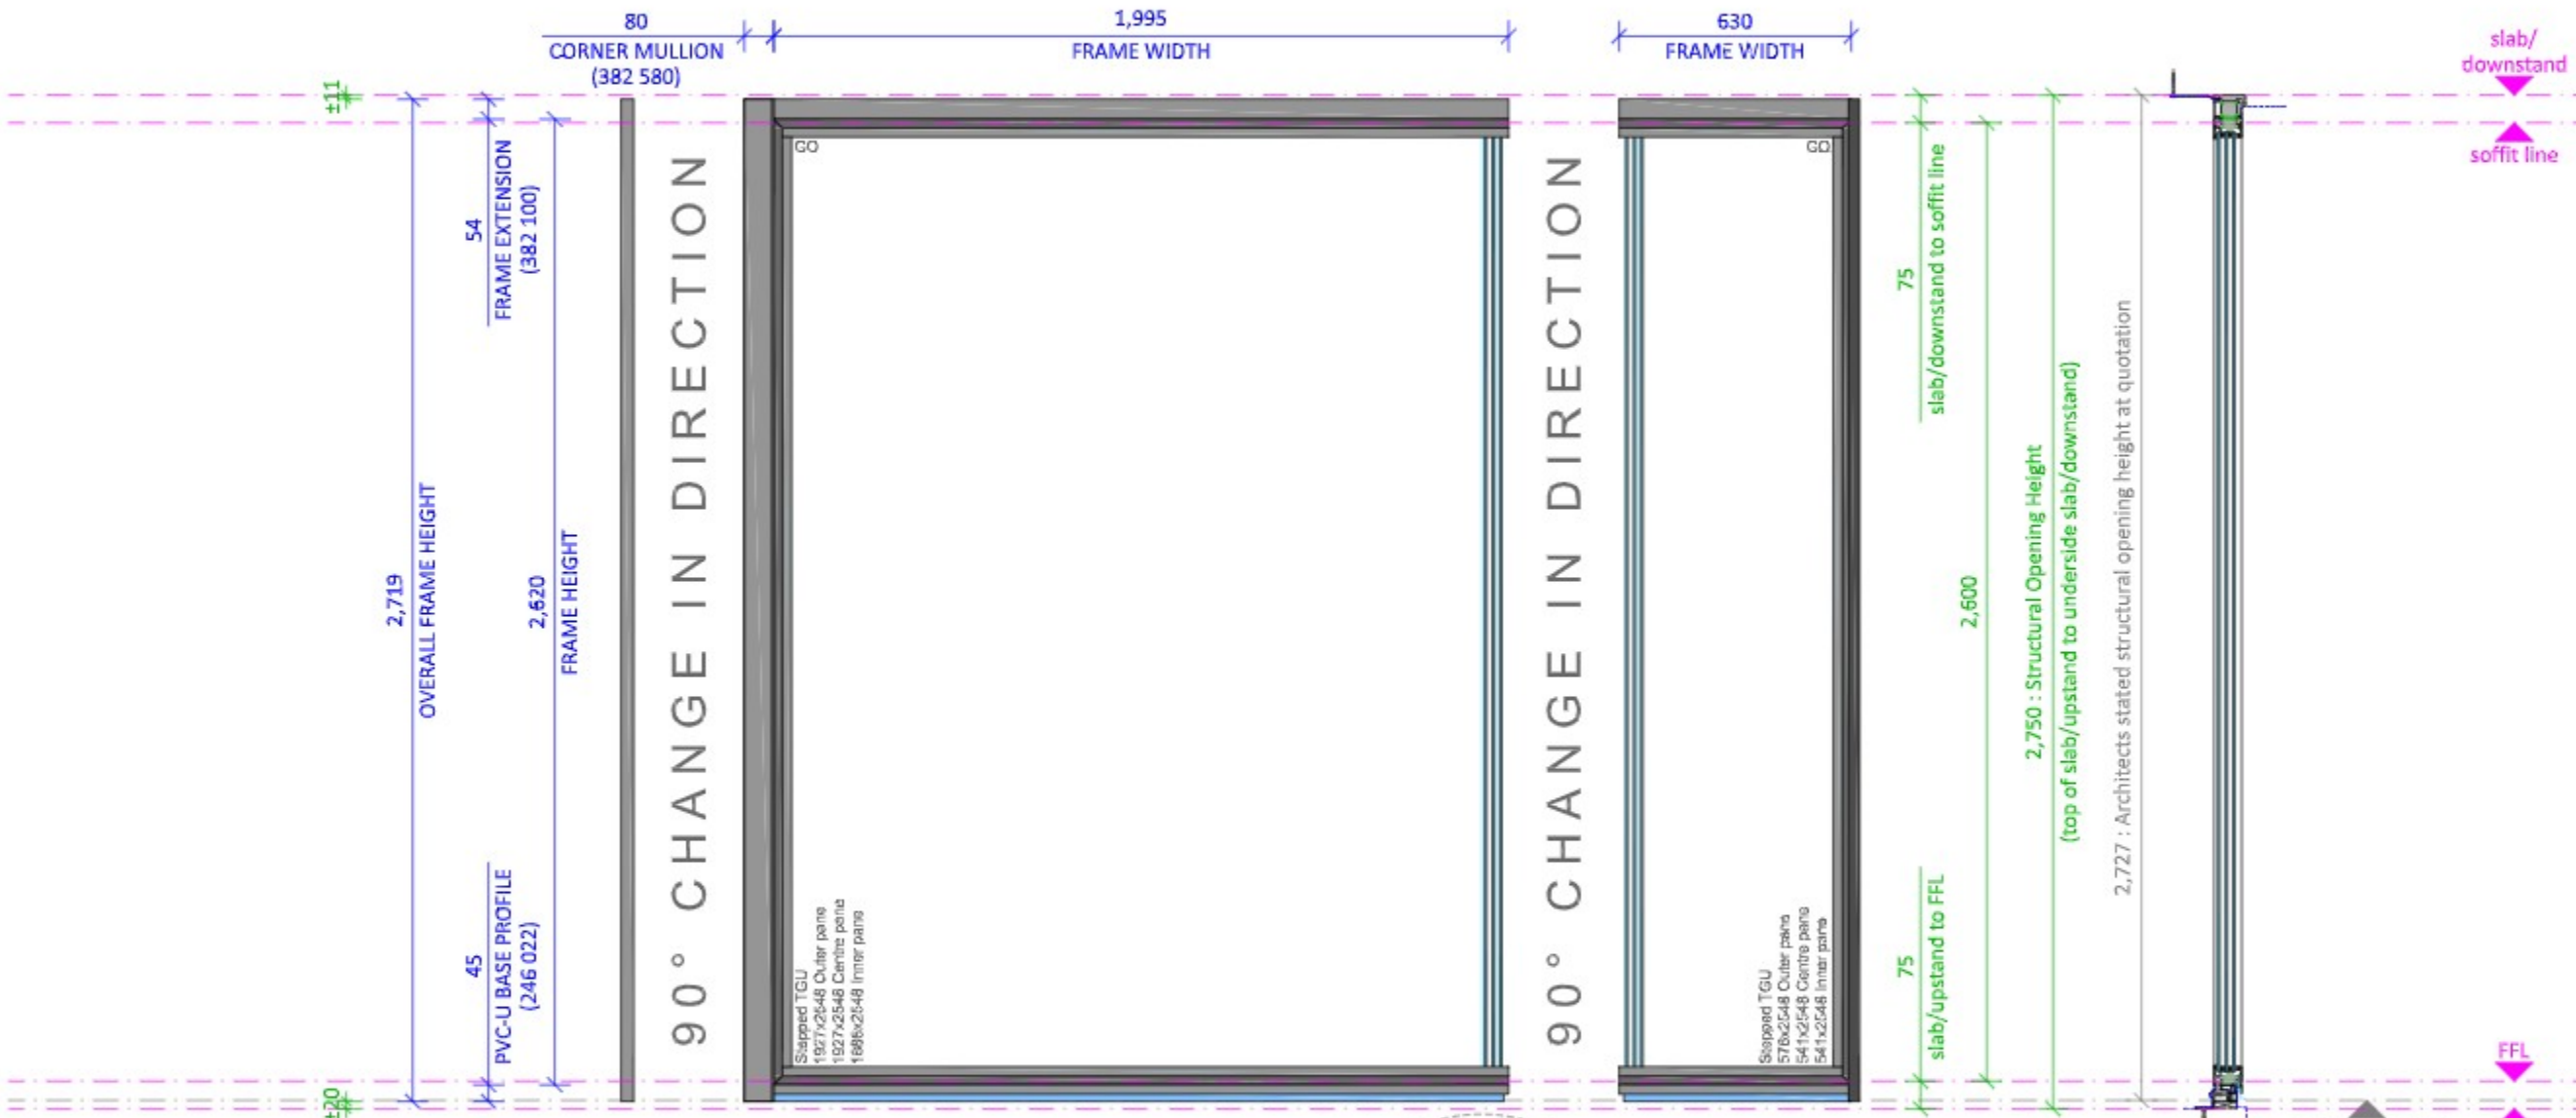 80
CORNER MULLION
(382 580)
1,995
FRAME WIDTH
630
FRAME WIDTH
slab/
downstand
soffit line
±11
54
FRAME EXTENSION
(382 100)
2,719
OVERALL FRAME HEIGHT
2,620
FRAME HEIGHT
45
PVC-U BASE PROFILE
(246 022)
±20
90° CHANGE IN DIRECTION
GO
Stepped TGU
1927x2548 Outer pane
1927x2548 Centre pane
x2548 Inner pane
90° CHANGE IN DIRECTION
GO
Stepped TGU
578x2548 Outer pane
541x2548 Centre pane
541x2548 Inner pane
75
slab/downstand to soffit line
2,600
75
slab/upstand to FFL
2,750 : Structural Opening Height
(top of slab/upstand to underside slab/downstand)
2,727 : Architects stated structural opening height at quotation
FFL